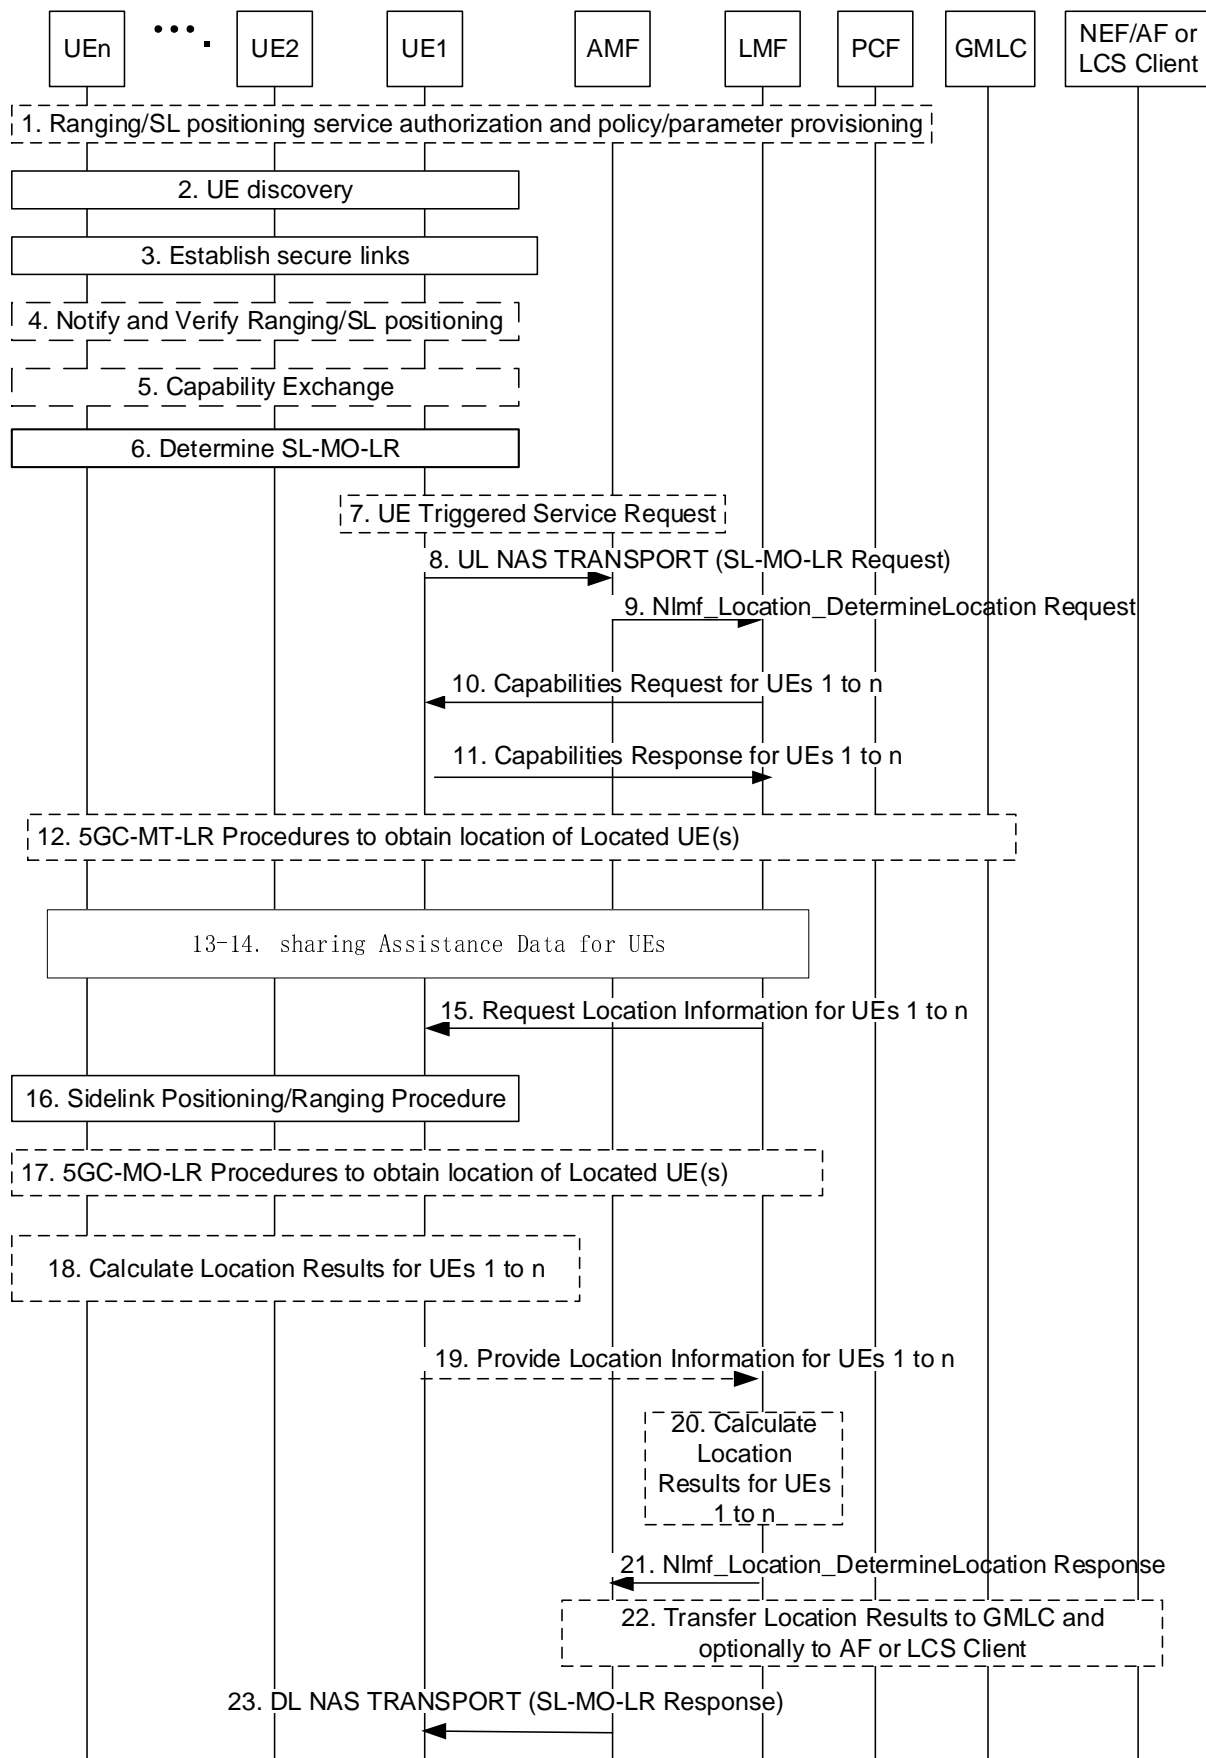 UEn
UE2
UE1
AMF
LMF
PCF
GMLC
NEF/AF or
LCS Client
1. Ranging/SL positioning service authorization and policy/parameter provisioning
2. UE discovery
3. Establish secure links
4. Notify and Verify Ranging/SL positioning
5. Capability Exchange
6. Determine SL-MO-LR
7. UE Triggered Service Request
8. UL NAS TRANSPORT (SL-MO-LR Request)
9. Nlmf_Location_DetermineLocation Request
10. Capabilities Request for UEs 1 to n
11. Capabilities Response for UEs 1 to n
12. 5GC-MT-LR Procedures to obtain location of Located UE(s)
13-14. sharing Assistance Data for UEs
15. Request Location Information for UEs 1 to n
16. Sidelink Positioning/Ranging Procedure
17. 5GC-MO-LR Procedures to obtain location of Located UE(s)
18. Calculate Location Results for UEs 1 to n
19. Provide Location Information for UEs 1 to n
20. Calculate
Location
Results for UEs
1 to n
21. Nlmf_Location_DetermineLocation Response
22. Transfer Location Results to GMLC and
optionally to AF or LCS Client
23. DL NAS TRANSPORT (SL-MO-LR Response)